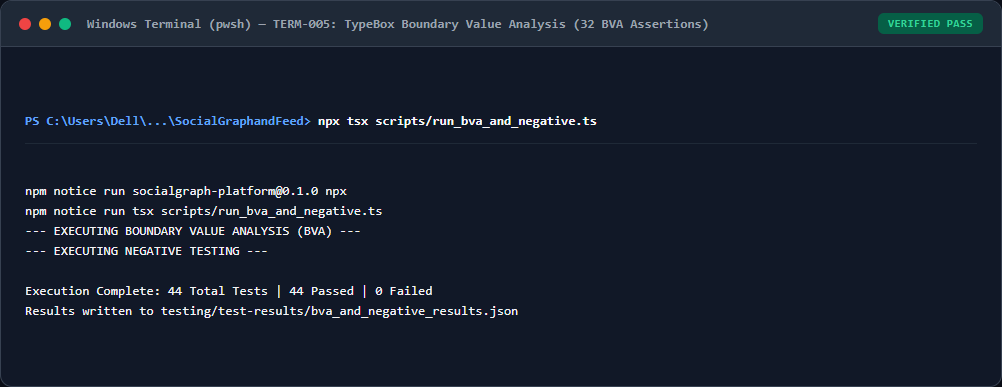 Windows Terminal (pwsh) — TERM-005: TypeBox Boundary Value Analysis (32 BVA Assertions)
VERIFIED PASS
PS C:\Users\Dell\...\SocialGraphandFeed> npx tsx scripts/run_bva_and_negative.ts
npm notice run socialgraph-platform@0.1.0 npx
npm notice run tsx scripts/run_bva_and_negative.ts
--- EXECUTING BOUNDARY VALUE ANALYSIS (BVA) ---
--- EXECUTING NEGATIVE TESTING ---
Execution Complete: 44 Total Tests | 44 Passed | 0 Failed
Results written to testing/test-results/bva_and_negative_results.json